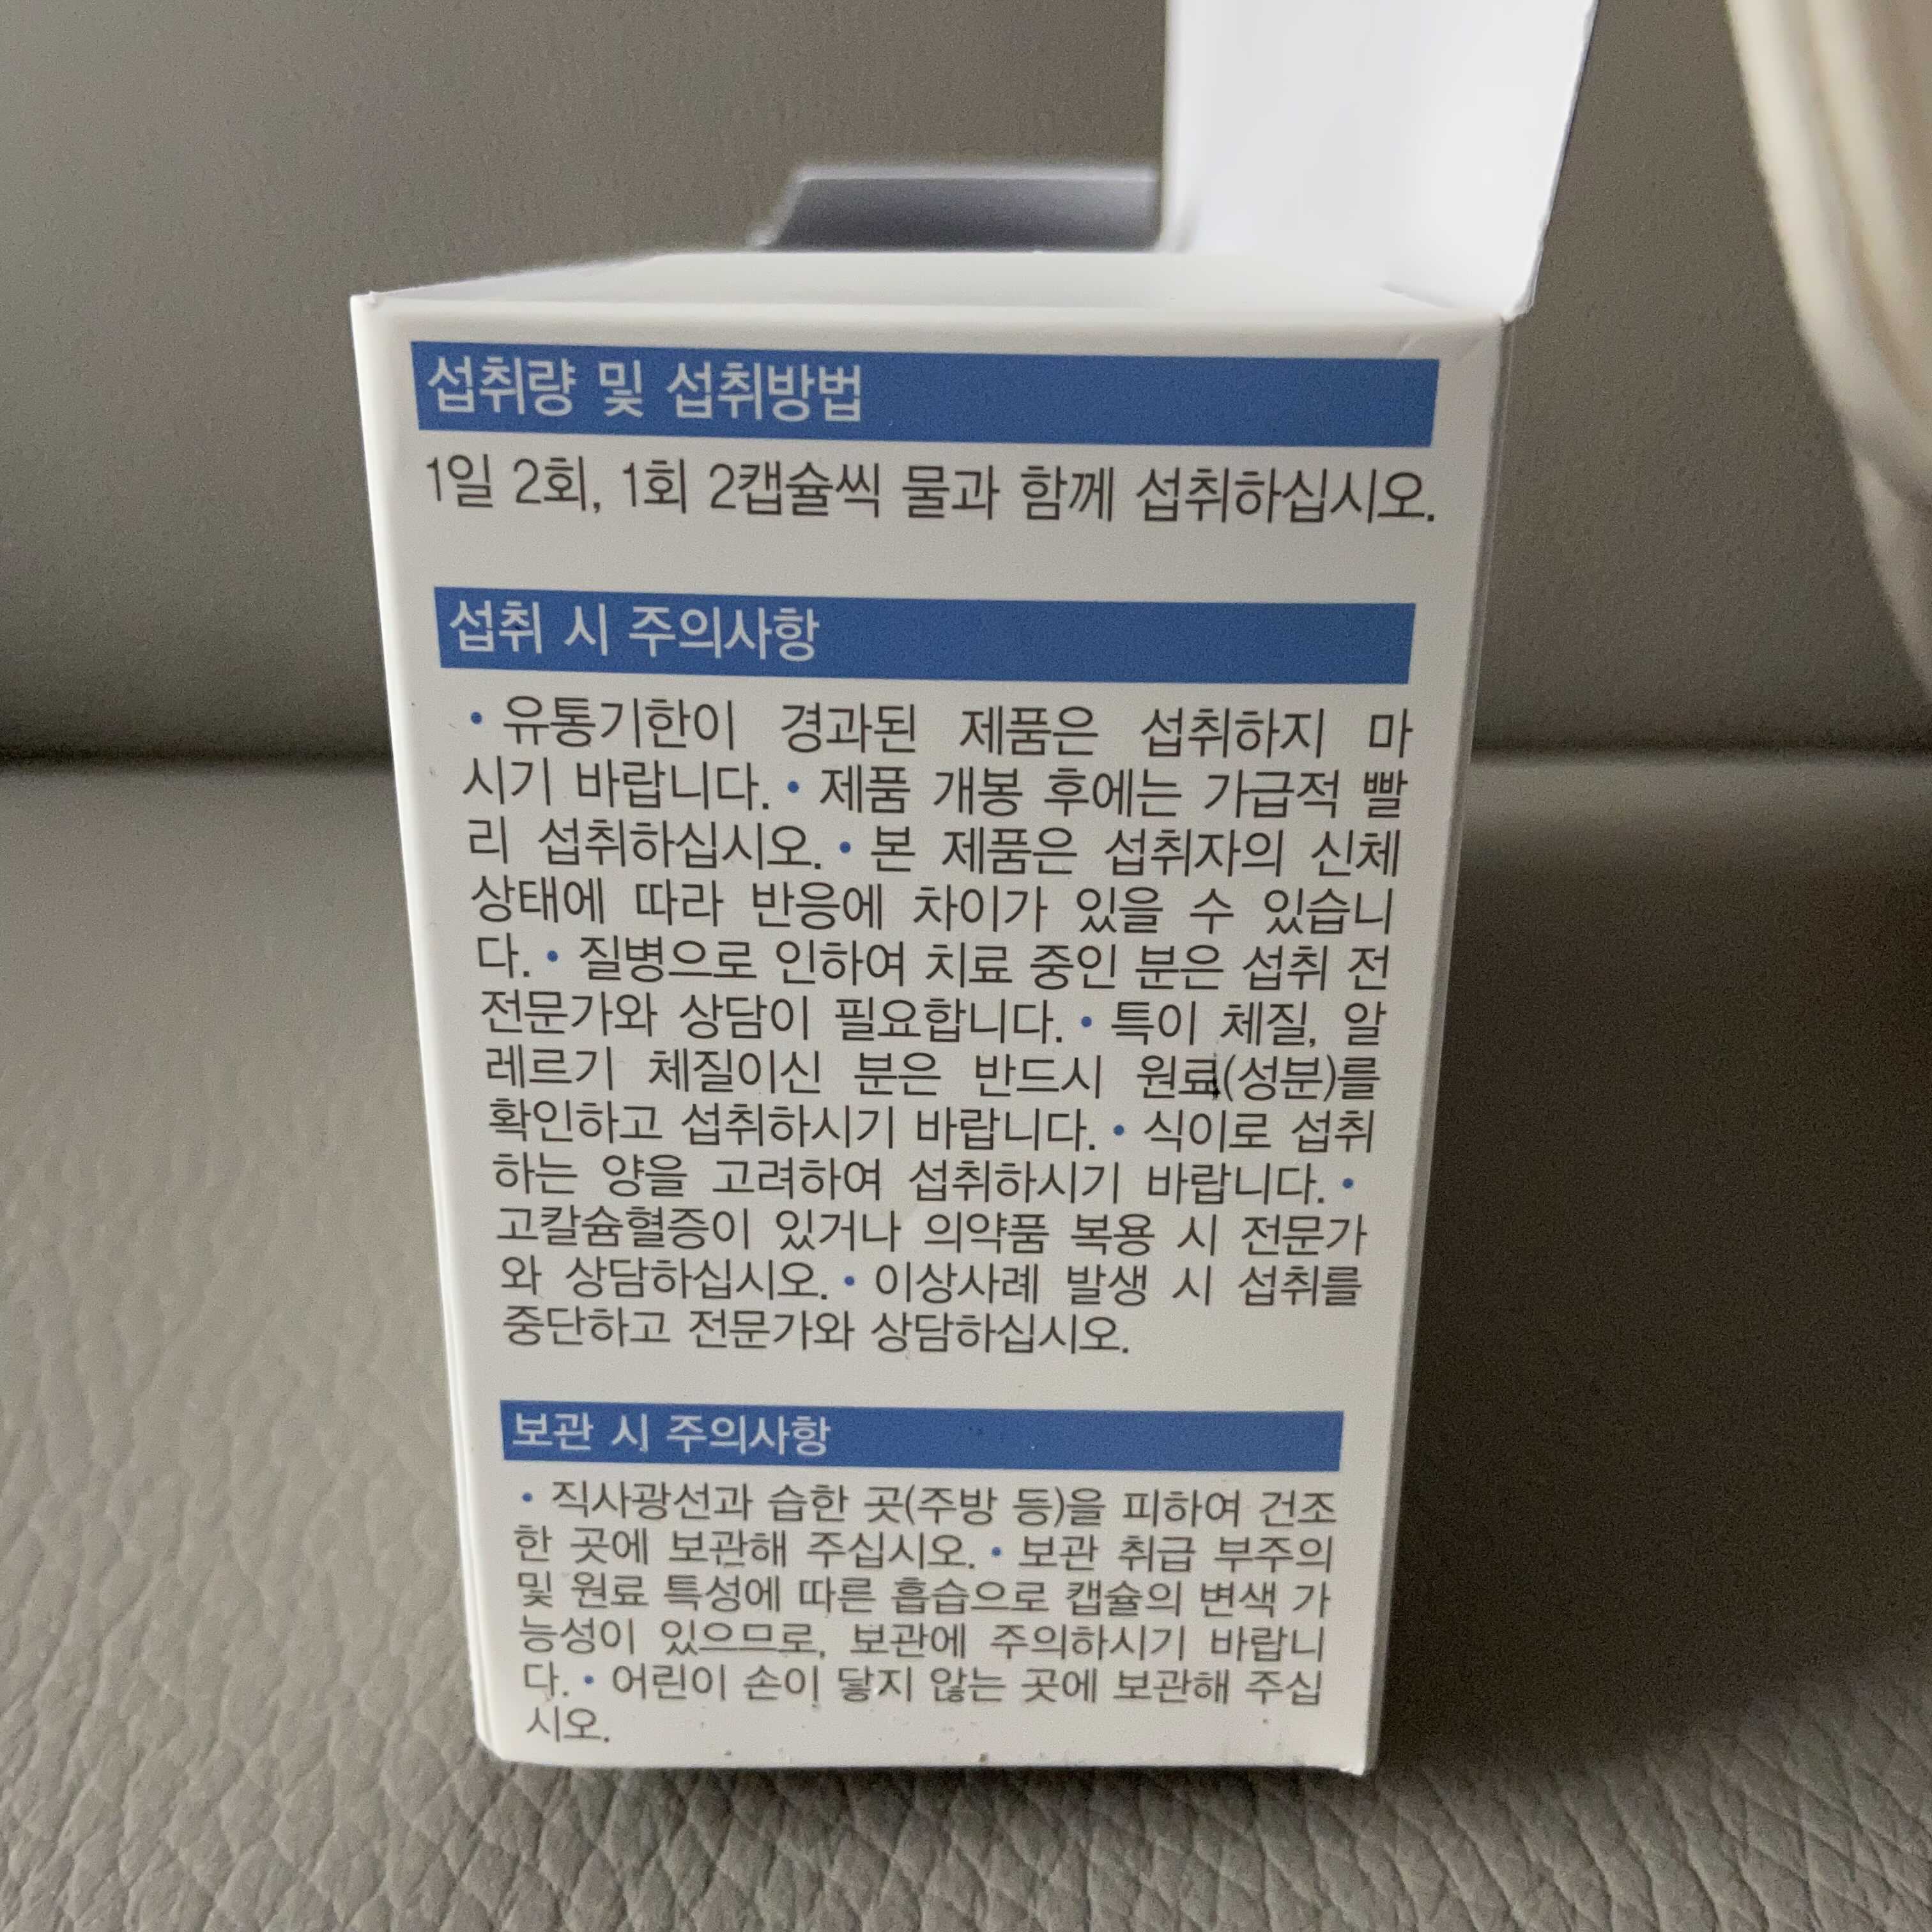 섭취량 및 섭취방법
1일 2회, 1회 2캡슐씩 물과 함께 섭취하십시오.
섭취 시 주의사항
• 유통기한이 경과된 제품은 섭취하지 마
시기 바랍니다. • 제품 개봉 후에는 가급적 빨
리 섭취하십시오. • 본 제품은 섭취자의 신체
상태에 따라 반응에 차이가 있을 수 있습니
다. • 질병으로 인하여 치료 중인 분은 섭취 전
전문가와 상담이 필요합니다. • 특이 체질, 알
레르기 체질이신 분은 반드시 원료(성분)를
확인하고 섭취하시기 바랍니다. • 식이로 섭취
하는 양을 고려하여 섭취하시기 바랍니다. •
고칼슘혈증이 있거나 의약품 복용 시 전문가
와 상담하십시오. • 이상사례 발생 시 섭취를
중단하고 전문가와 상담하십시오.
보관 시 주의사항
• 직사광선과 습한 곳(주방 등)을 피하여 건조
한 곳에 보관해 주십시오. • 보관 취급 부주의
및 원료 특성에 따른 흡습으로 캡슐의 변색 가
능성이 있으므로, 보관에 주의하시기 바랍니
다. • 어린이 손이 닿지 않는 곳에 보관해 주십
시오.